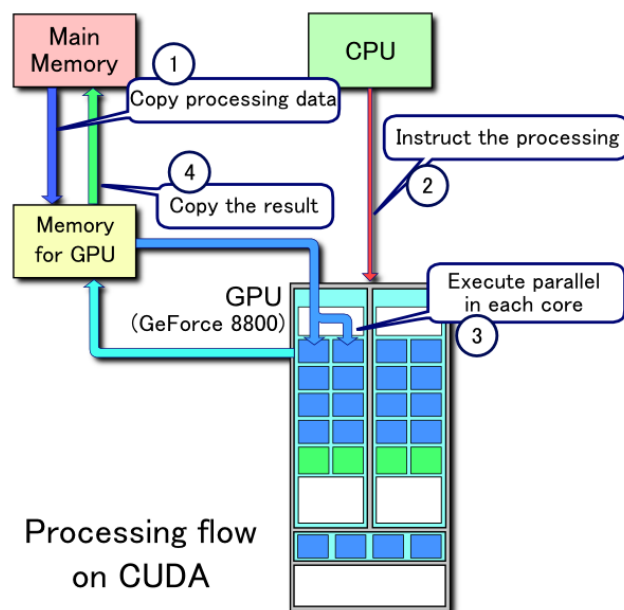 Main
Memory
CPU
1
Copy processing data
Instruct the processing
2
4
Copy the result
Memory
for GPU
GPU
(GeForce 8800)
Execute parallel
in each core
3
Processing flow
on CUDA